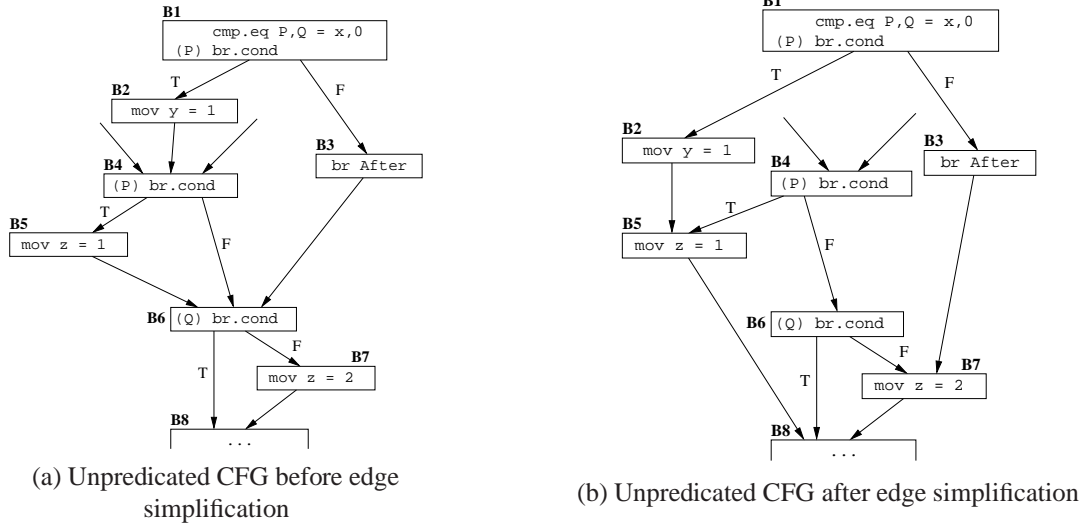 B1
cmp.eq P,Q = x,0
(P) br.cond
T
F
B2
mov y = 1
B3
br After
B4
(P) br.cond
T
F
B5
mov z = 1
B6
(Q) br.cond
T
F
B7
mov z = 2
B8
...
(a) Unpredicated CFG before edge
simplification
B1
cmp.eq P,Q = x,0
(P) br.cond
T
F
B2
mov y = 1
B3
br After
B4
(P) br.cond
T
F
B5
mov z = 1
B6
(Q) br.cond
T
F
B7
mov z = 2
B8
...
(b) Unpredicated CFG after edge simplification